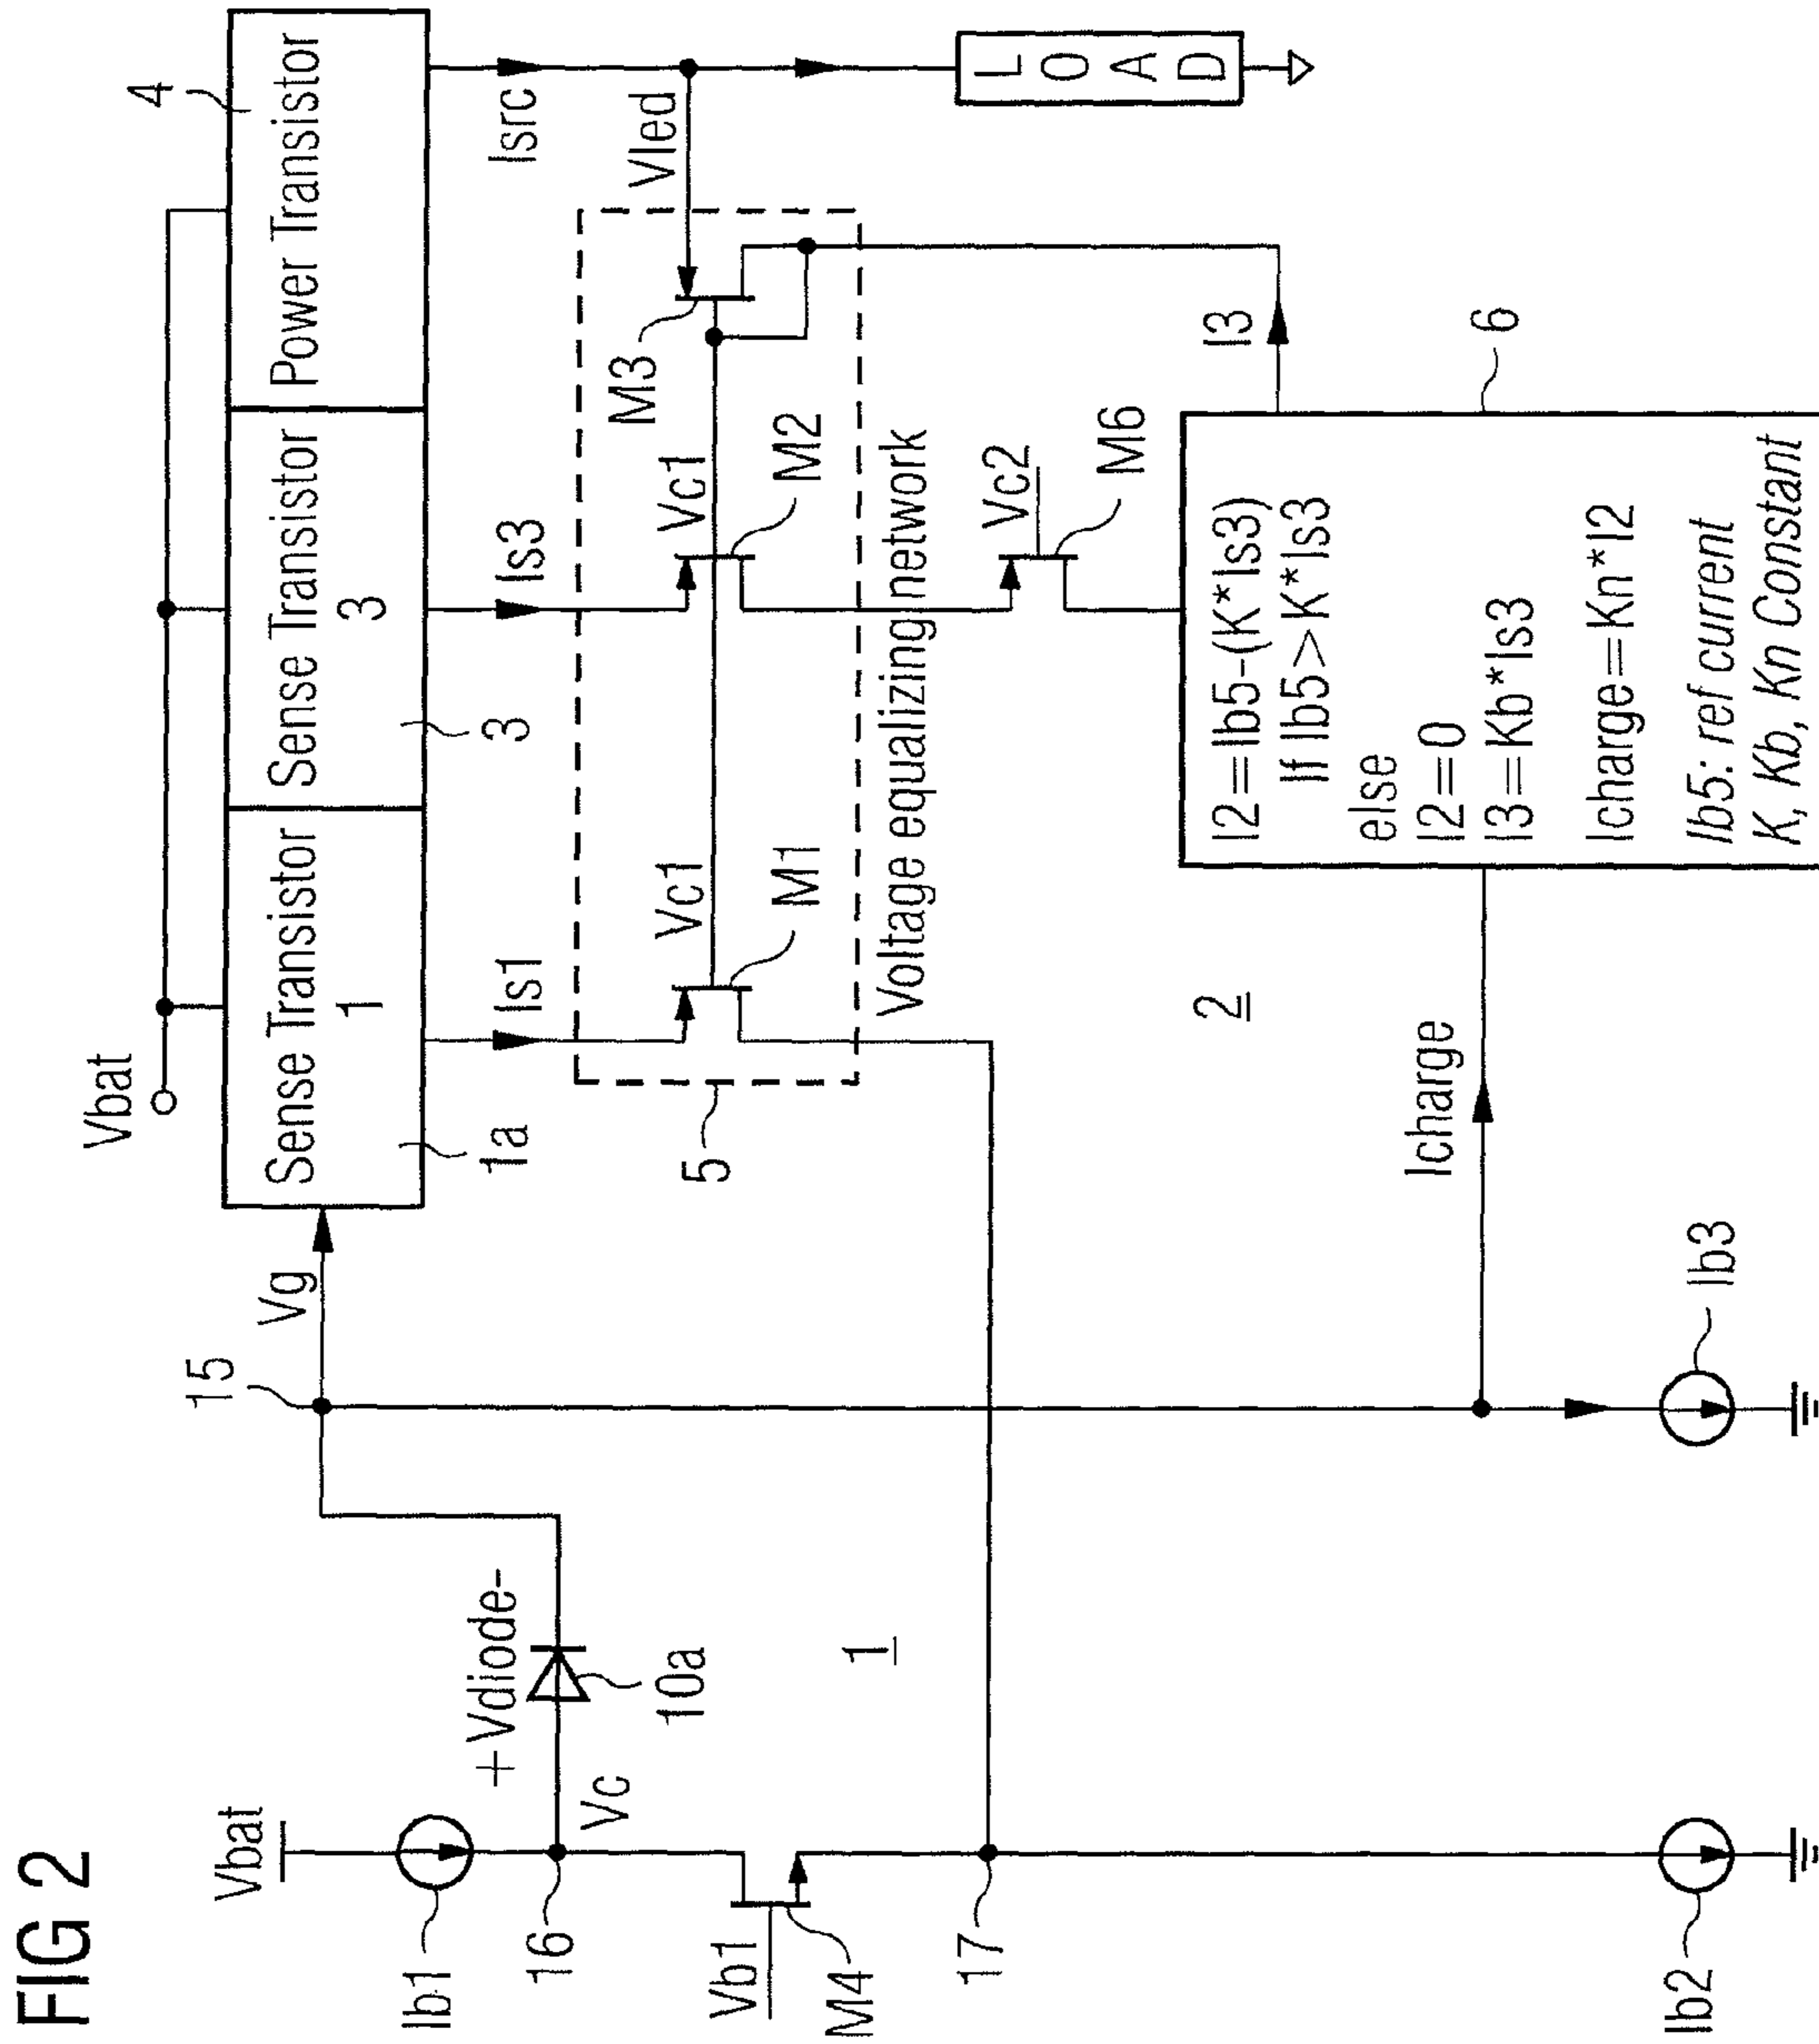 FIG 2
Vbat
Ib1
16
Vc
+Vdiode-
10a
Vb1
M4
17
Ib2
1
15
Vg
Vbat
Sense Transistor
1
1a
Sense Transistor
3
3
Power Transistor
4
Is1
Is3
Isrc
Vled
LOAD
5
Vc1
M1
Vc1
M2
M3
Voltage equalizing network
Vc2
M6
I3
6
2
Icharge
Ib3
I2=Ib5-(K*Is3)
If Ib5>K*Is3
else
I2=0
I3=Kb*Is3
Icharge=Kn*I2
Ib5: ref current
K, Kb, Kn Constant